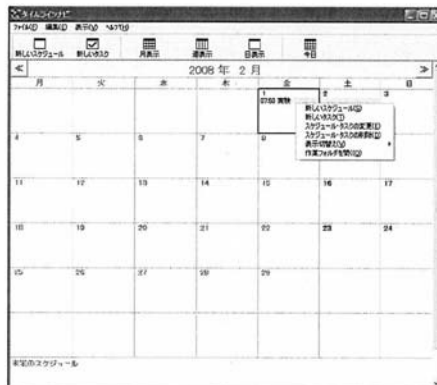 タイムラインナビ
ファイル(F) 編集(E) 表示(V) ヘルプ(H)
新しいスケジュール 新しいタスク 月表示 週表示 日表示 今日
≪ 2008 年 2 月 ≫
月 火 水 木 金 土 日
1 2 3
07:50 実験
新しいスケジュール(S)
新しいタスク(T)
スケジュール・タスクの変更(E)
スケジュール・タスクの削除(D)
表示切替え(V)
作業フォルダを開く(O)
4 5 6 7 8
11 12 13 14 15 16 17
18 19 20 21 22 23 24
25 26 27 28 29
未定のスケジュール